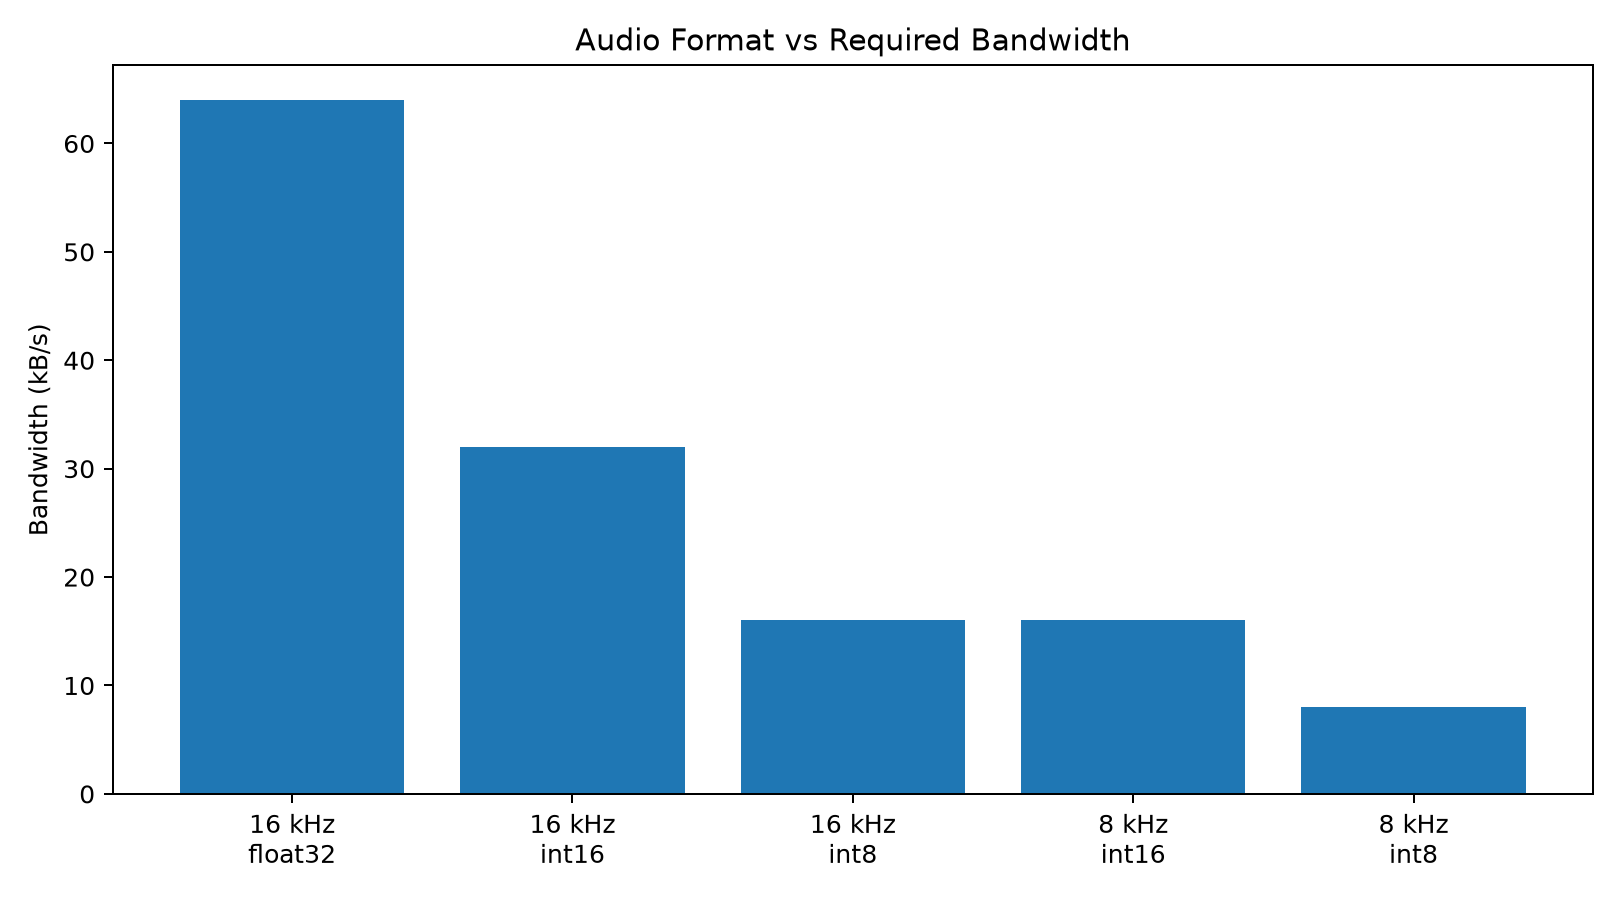 Audio Format vs Required Bandwidth
Bandwidth (kB/s)
60
50
40
30
20
10
0
16 kHz
float32
16 kHz
int16
16 kHz
int8
8 kHz
int16
8 kHz
int8